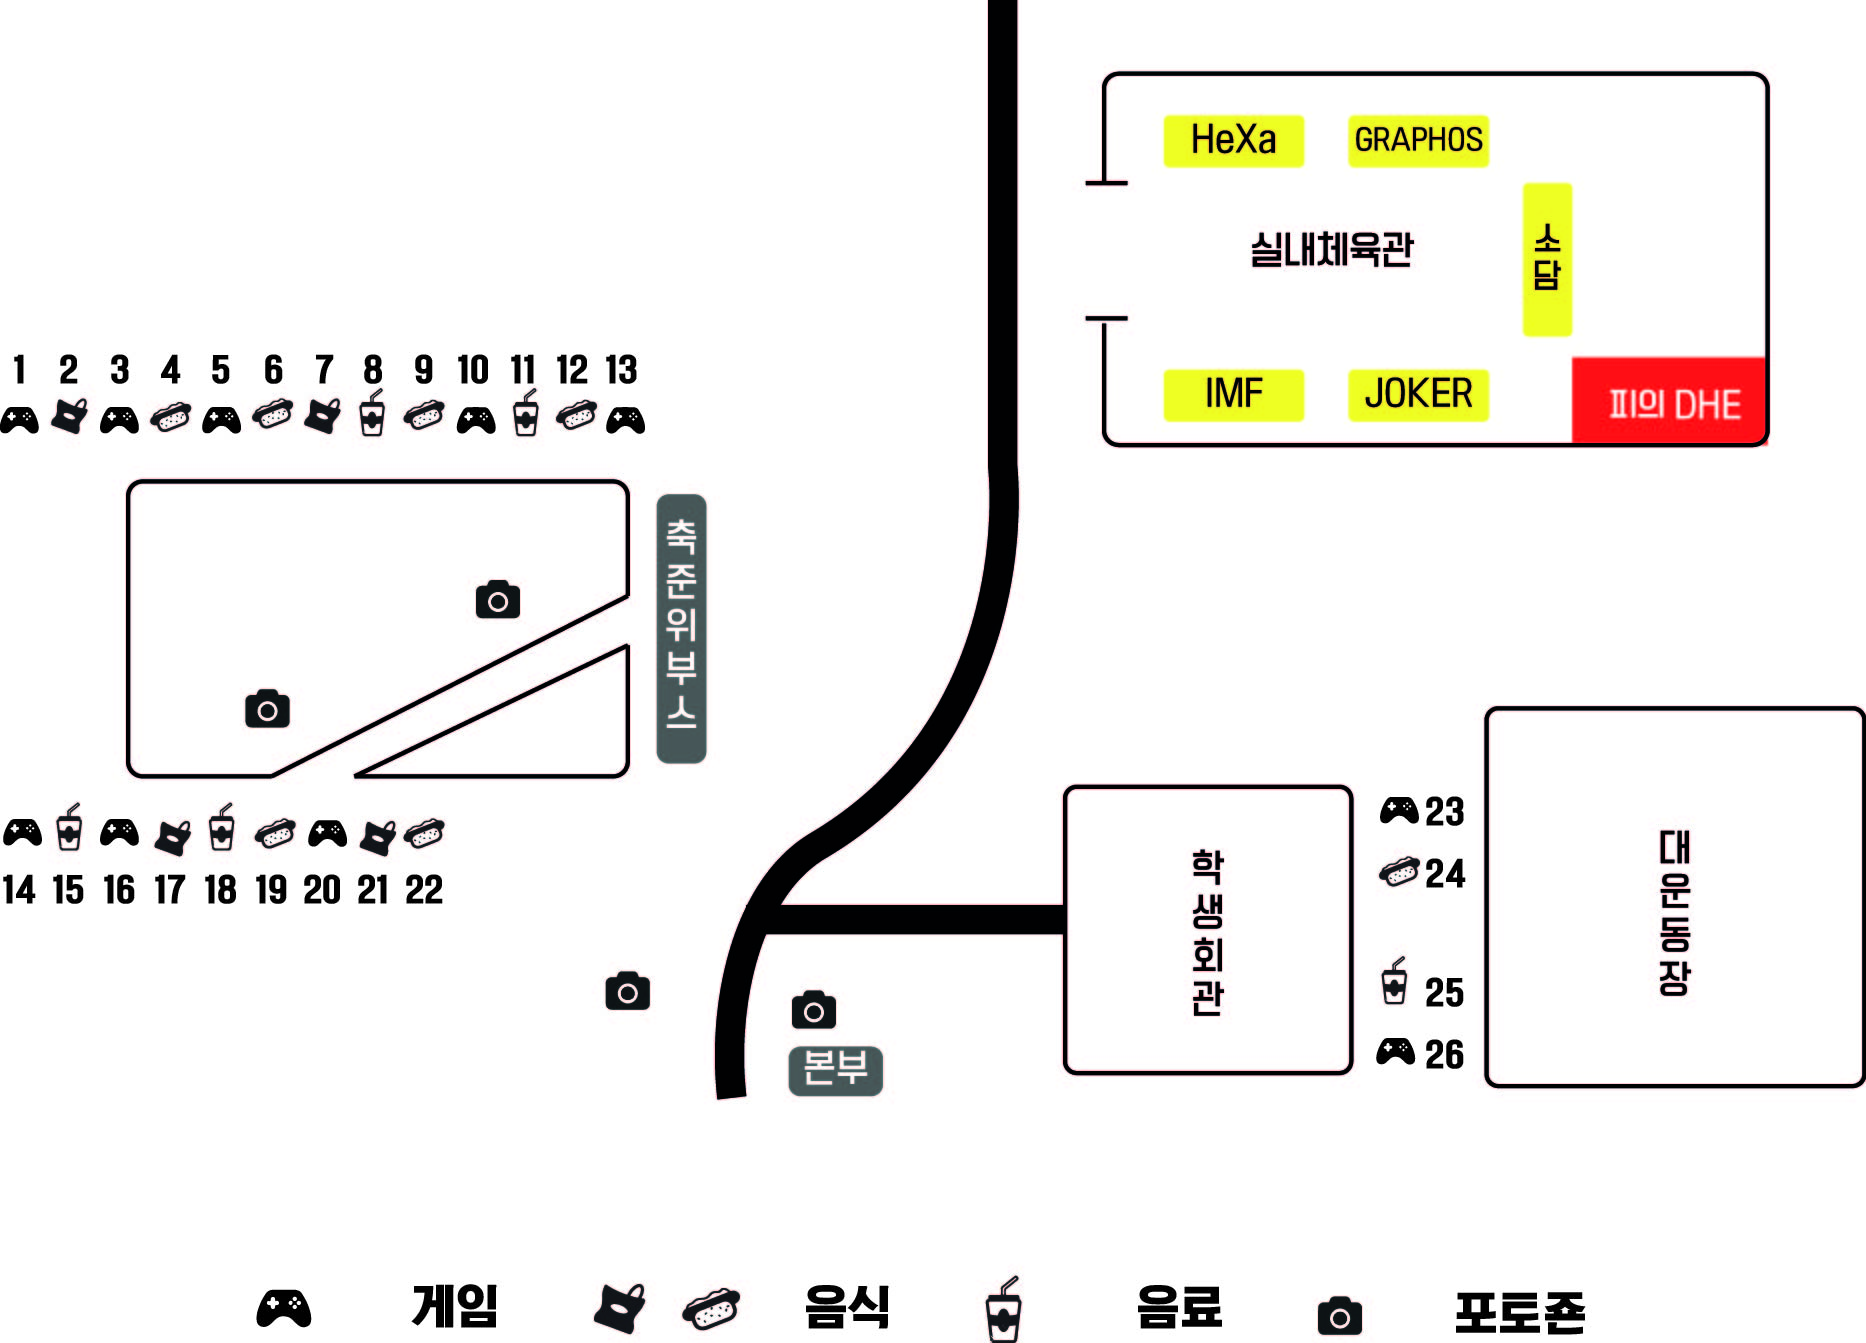 HeXa GRAPHOS
실내체육관
소담
IMF JOKER
피의 DHE
1 2 3 4 5 6 7 8 9 10 11 12 13
축준위부스
14 15 16 17 18 19 20 21 22
본부
학생회관
23
24
25
26
대운동장
게임 음식 음료 포토죤